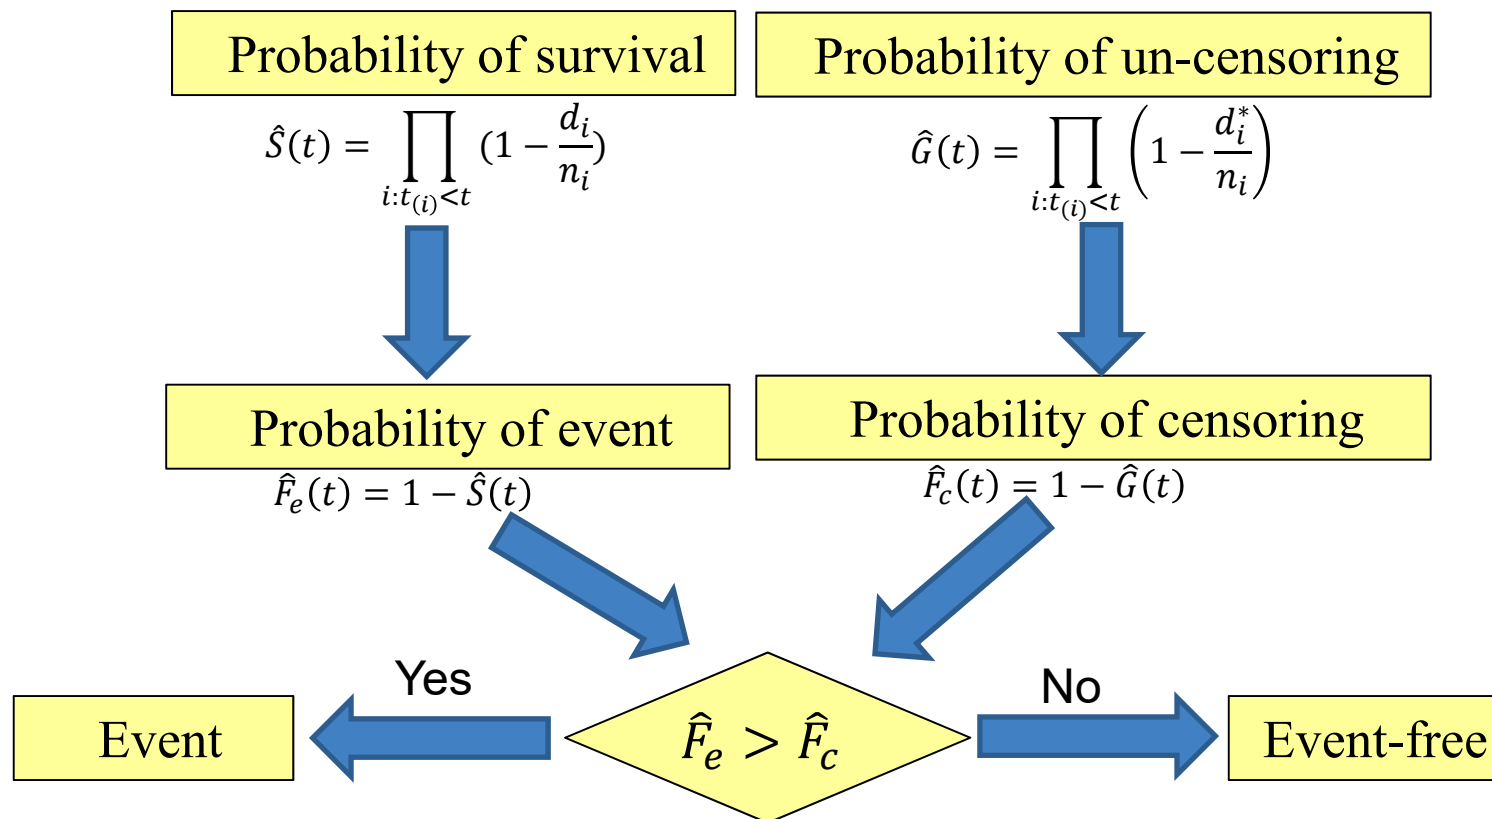 Probability of survival
Probability of un-censoring
Ŝ(t) = ∏_{i:t_{(i)}<t} (1 − d_i/n_i)
Ĝ(t) = ∏_{i:t_{(i)}<t} (1 − d_i^*/n_i)
Probability of event
Probability of censoring
F̂_e(t) = 1 − Ŝ(t)
F̂_c(t) = 1 − Ĝ(t)
Yes
No
Event
F̂_e > F̂_c
Event-free